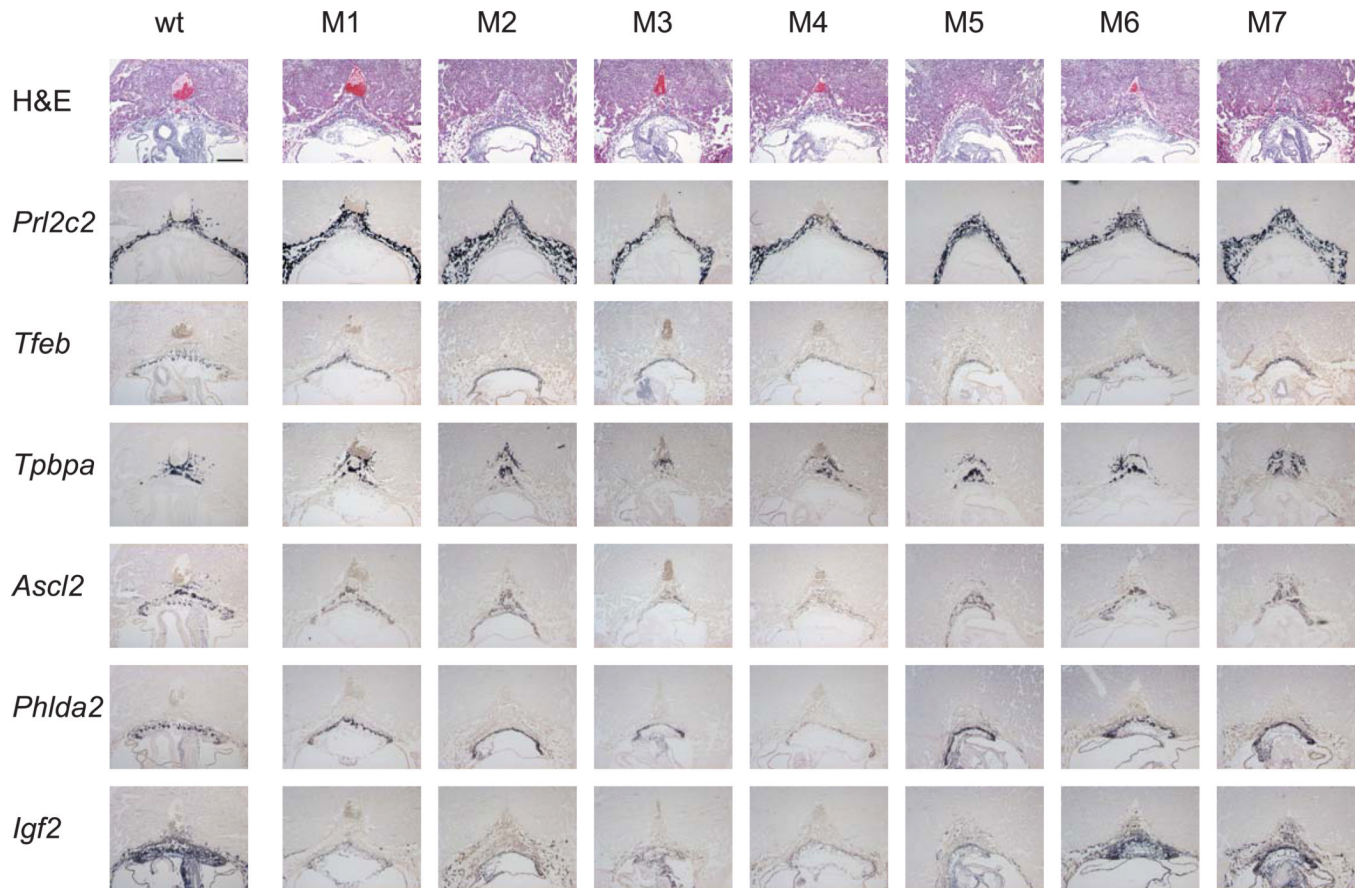 wt M1 M2 M3 M4 M5 M6 M7
H&E
Prl2c2
Tfeb
Tpbpa
Ascl2
Phlda2
Igf2